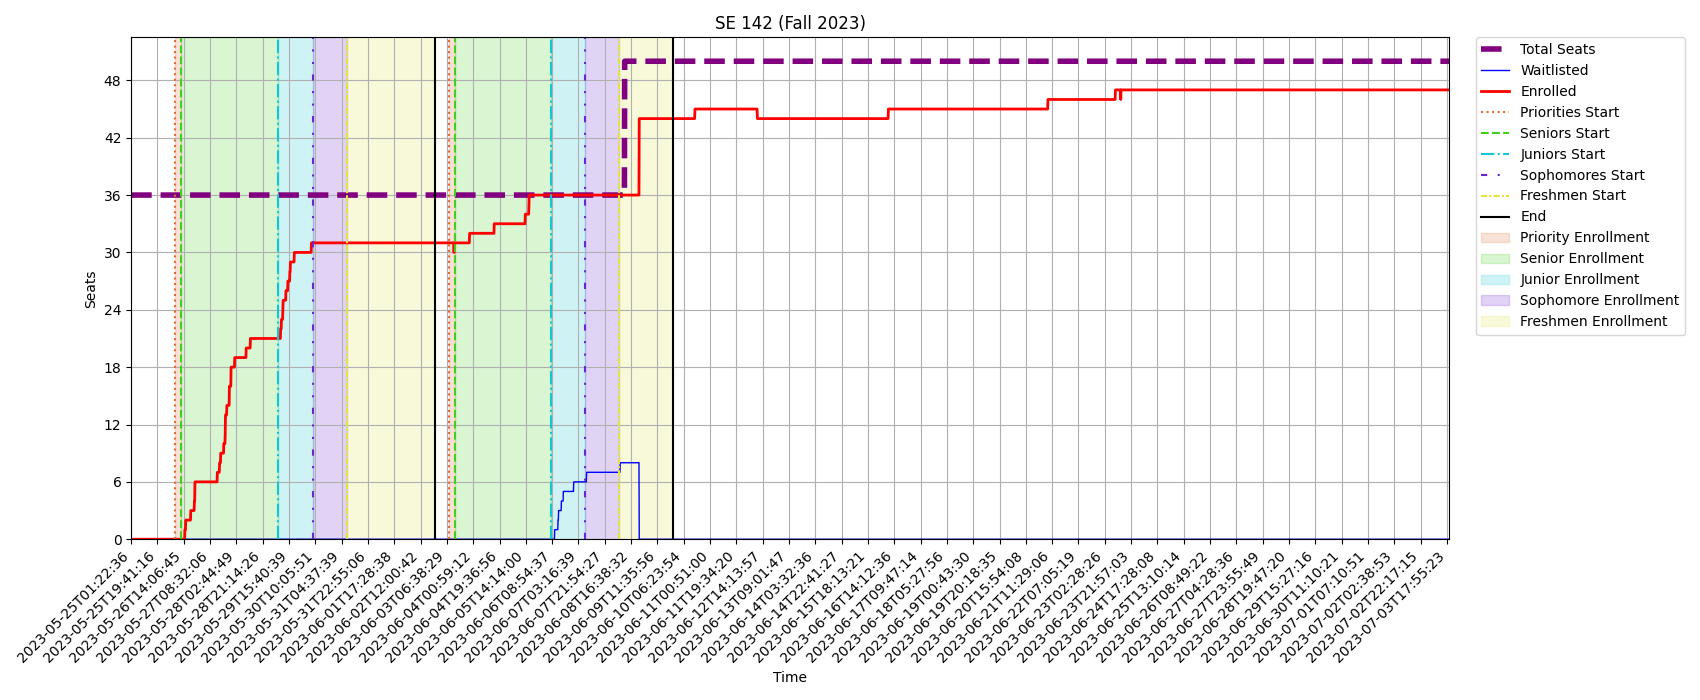 SE 142 (Fall 2023)
Seats
48
42
36
30
24
18
12
6
0
2023-05-25T01:22:36
2023-05-25T19:41:16
2023-05-26T14:06:45
2023-05-27T08:32:06
2023-05-28T02:44:49
2023-05-28T21:14:26
2023-05-29T15:40:39
2023-05-30T10:05:51
2023-05-31T04:37:39
2023-05-31T22:55:06
2023-06-01T17:28:38
2023-06-02T12:00:42
2023-06-03T06:38:29
2023-06-04T00:59:12
2023-06-04T19:36:56
2023-06-05T14:14:00
2023-06-06T08:54:37
2023-06-07T03:16:39
2023-06-07T21:54:27
2023-06-08T16:38:32
2023-06-09T11:35:56
2023-06-10T06:23:54
2023-06-11T00:51:00
2023-06-11T19:34:20
2023-06-12T14:13:57
2023-06-13T09:01:47
2023-06-14T03:32:36
2023-06-14T22:41:27
2023-06-15T18:13:21
2023-06-16T14:12:36
2023-06-17T09:47:14
2023-06-18T05:27:56
2023-06-19T00:43:30
2023-06-19T20:18:35
2023-06-20T15:54:08
2023-06-21T11:29:06
2023-06-22T07:05:19
2023-06-23T02:28:26
2023-06-23T21:57:03
2023-06-24T17:28:08
2023-06-25T13:10:14
2023-06-26T08:49:22
2023-06-27T04:28:36
2023-06-27T23:55:49
2023-06-28T19:47:20
2023-06-29T15:27:16
2023-06-30T11:10:21
2023-07-01T07:10:51
2023-07-02T02:38:53
2023-07-02T22:17:15
2023-07-03T17:55:23
Time
Total Seats
Waitlisted
Enrolled
Priorities Start
Seniors Start
Juniors Start
Sophomores Start
Freshmen Start
End
Priority Enrollment
Senior Enrollment
Junior Enrollment
Sophomore Enrollment
Freshmen Enrollment